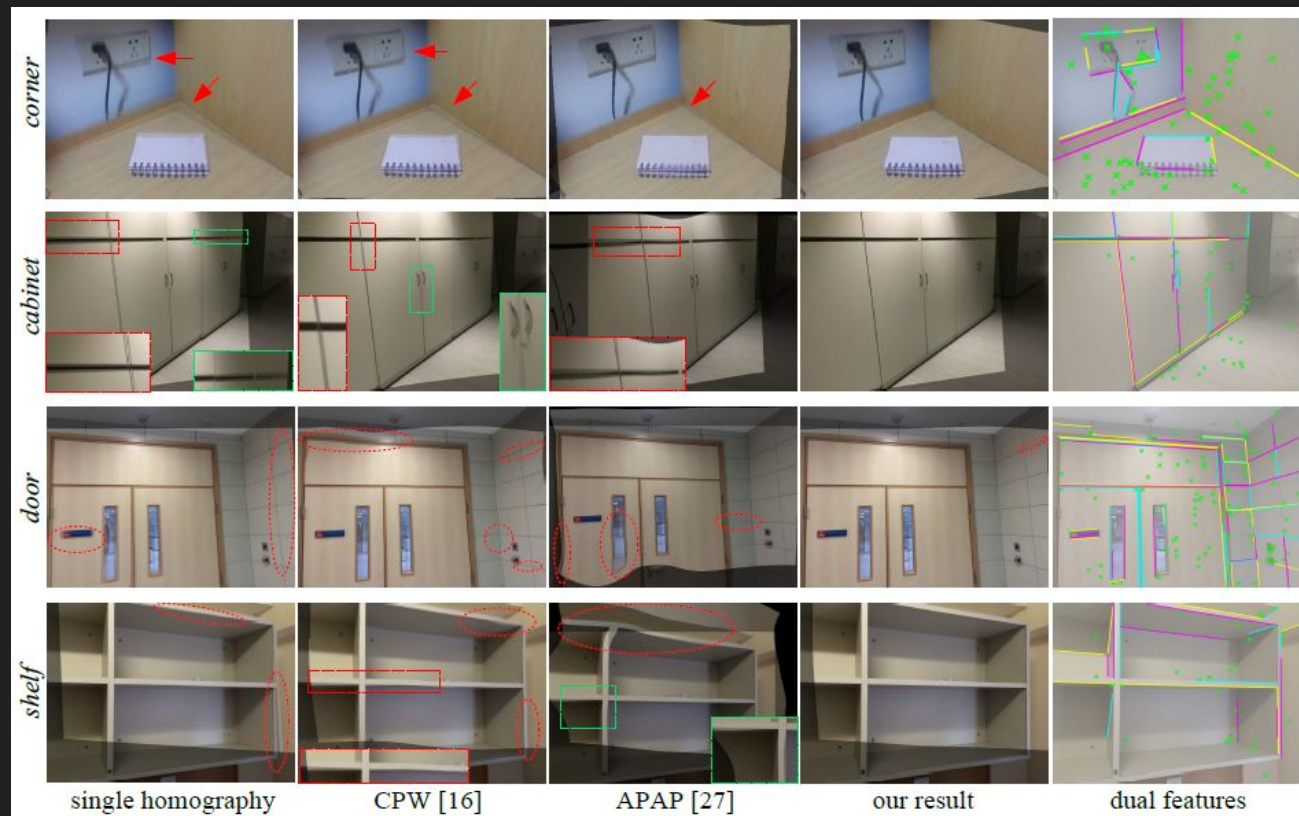 corner
cabinet
door
shelf
single homography
CPW [16]
APAP [27]
our result
dual features